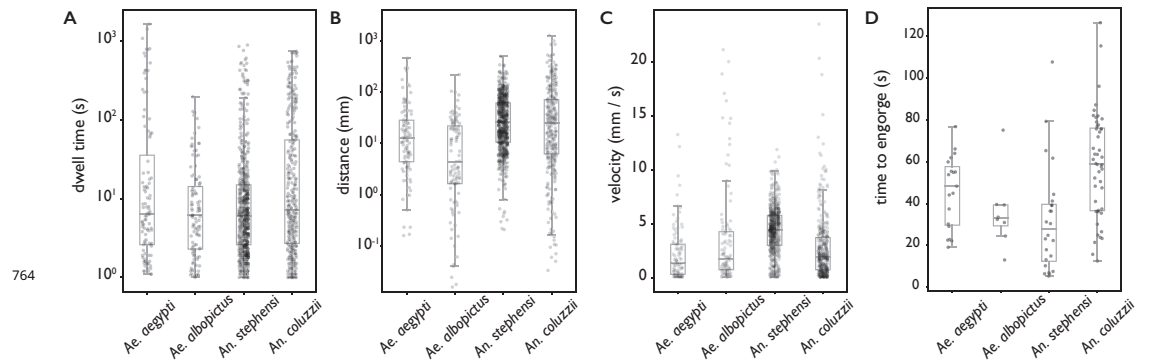 A
dwell time (s)
10³
10²
10¹
10⁰
Ae. aegypti
Ae. albopictus
An. stephensi
An. coluzzii
B
distance (mm)
10³
10²
10¹
10⁰
10⁻¹
Ae. aegypti
Ae. albopictus
An. stephensi
An. coluzzii
C
velocity (mm / s)
20
15
10
5
0
Ae. aegypti
Ae. albopictus
An. stephensi
An. coluzzii
D
time to engorge (s)
120
100
80
60
40
20
0
Ae. aegypti
Ae. albopictus
An. stephensi
An. coluzzii
764